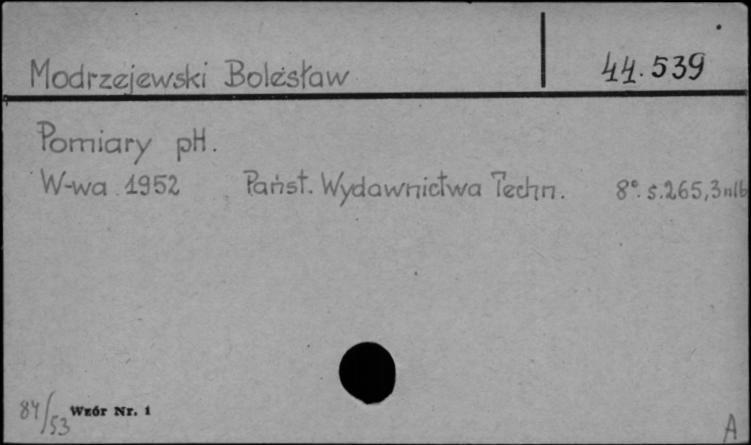 Modrzejewski Bolesław 44.539
Pomiary pH.
W-wa 1952 Państ. Wydawnictwa Techn. 8°. s.265,3nlb
84/53 Wzór Nr. 1
A